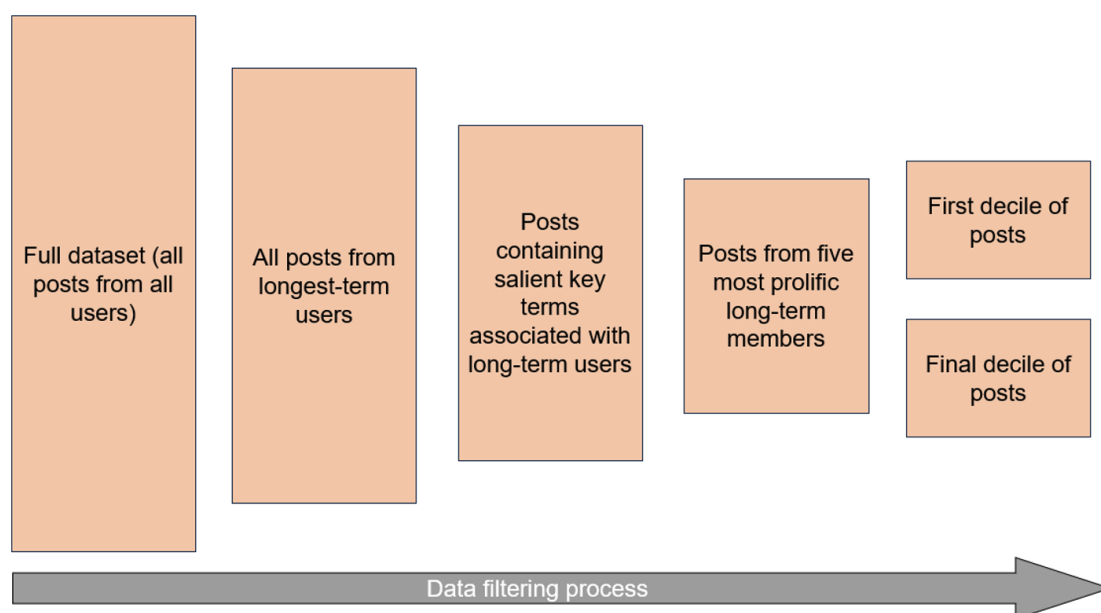 Full dataset (all
posts from all
users)
All posts from
longest-term
users
Posts
containing
salient key
terms
associated with
long-term users
Posts from five
most prolific
long-term
members
First decile of
posts
Final decile of
posts
Data filtering process